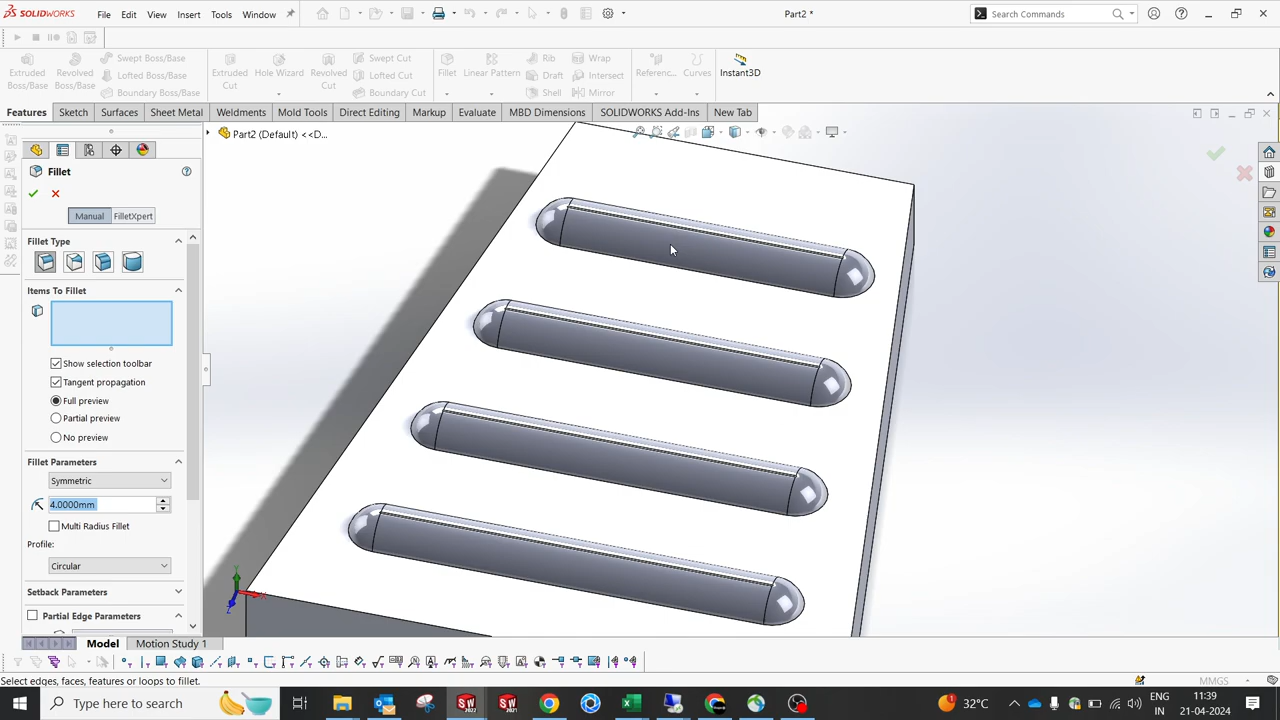 SOLIDWORKS File Edit View Insert Tools Window Part2 * Search Commands
Extruded Boss/Base
Revolved Boss/Base
Swept Boss/Base
Lofted Boss/Base
Boundary Boss/Base
Extruded Cut
Hole Wizard
Revolved Cut
Swept Cut
Lofted Cut
Boundary Cut
Fillet
Linear Pattern
Rib
Draft
Shell
Wrap
Intersect
Mirror
Referenc...
Curves
Instant3D
Features Sketch Surfaces Sheet Metal Weldments Mold Tools Direct Editing Markup Evaluate MBD Dimensions SOLIDWORKS Add-Ins New Tab
Part2 (Default) <<D...
Fillet
Manual FilletXpert
Fillet Type
Items To Fillet
Show selection toolbar
Tangent propagation
Full preview
Partial preview
No preview
Fillet Parameters
Symmetric
4.0000mm
Multi Radius Fillet
Profile:
Circular
Setback Parameters
Partial Edge Parameters
Model Motion Study 1
Select edges, faces, features or loops to fillet. MMGS
Type here to search
SW 2022
SW 2021
32°C
ENG
11:39
21-04-2024